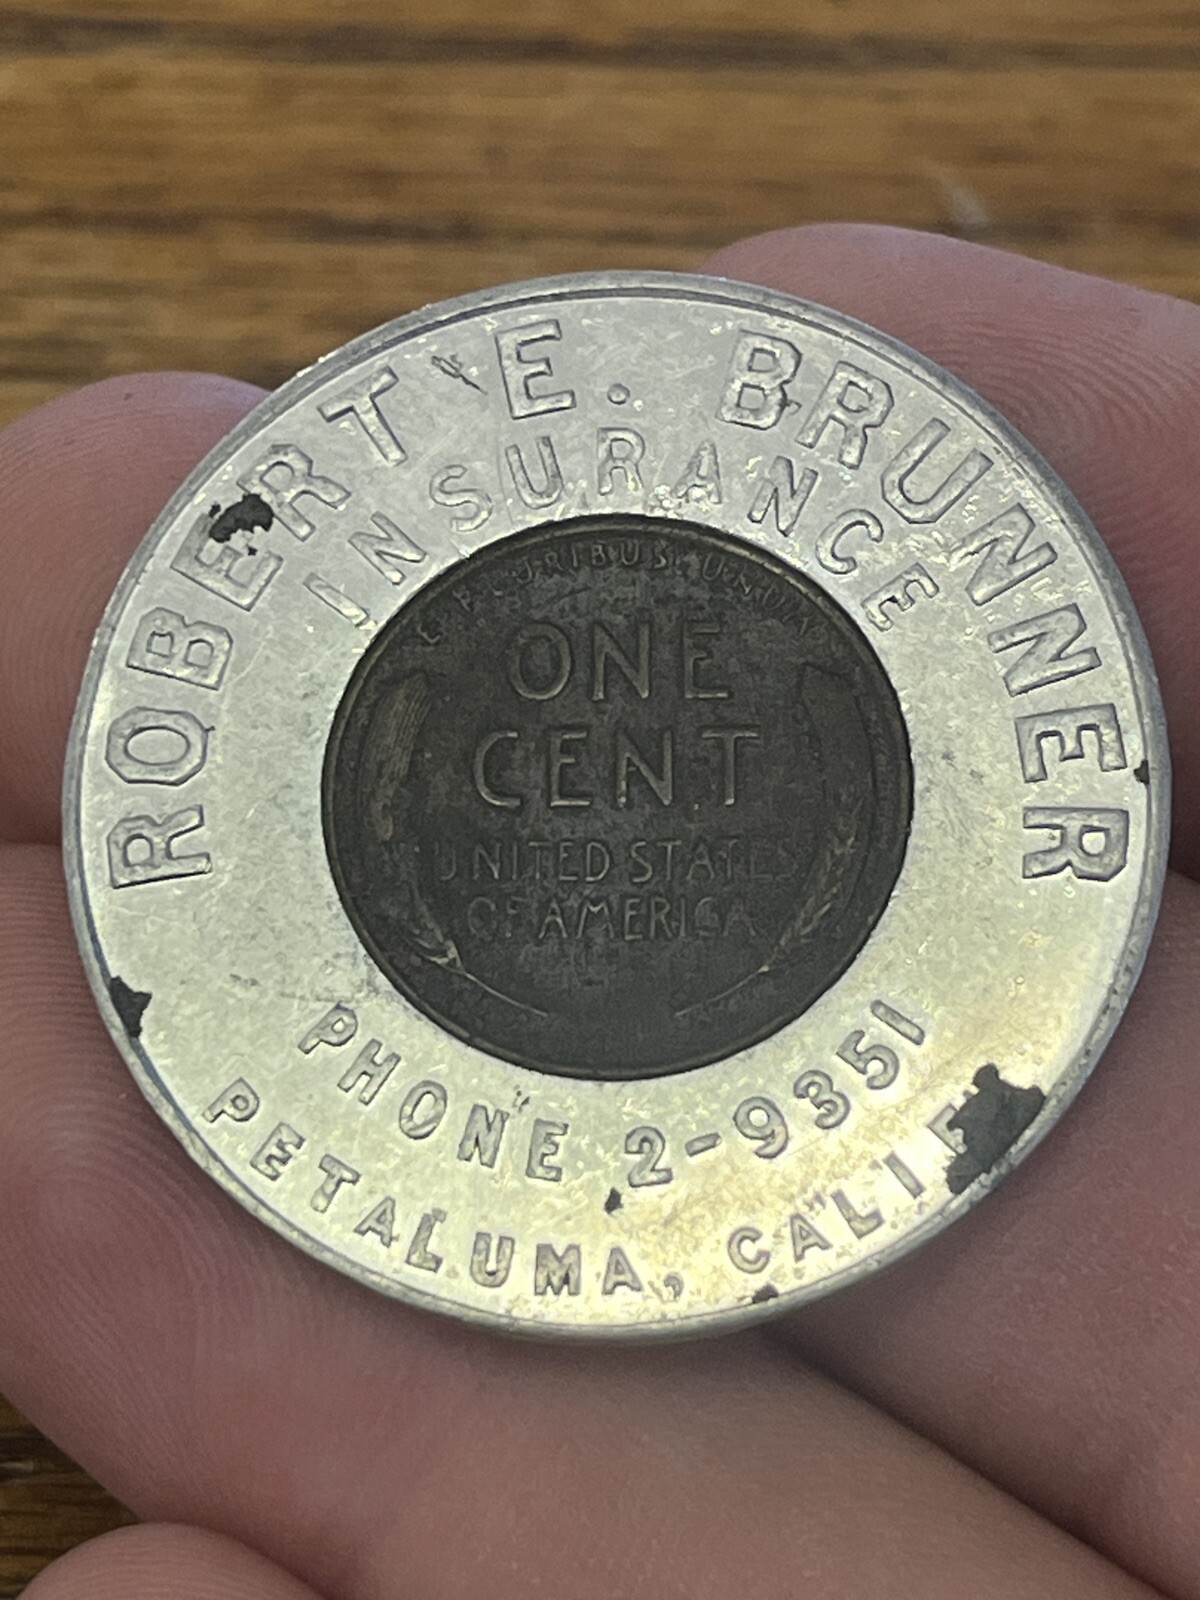 ROBERT E. BRUNNER
INSURANCE
E PLURIBUS UNUM
ONE
CENT
UNITED STATES
OF AMERICA
PHONE 2-9351
PETALUMA, CALIF